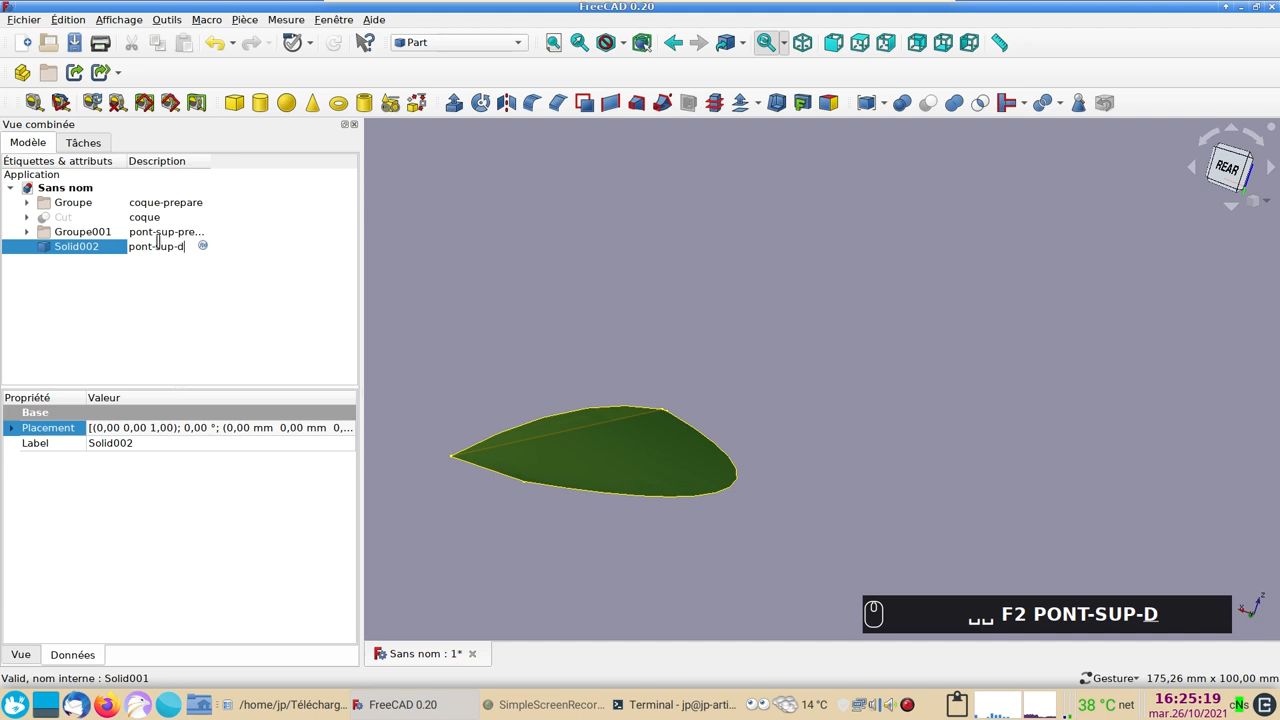 FreeCAD 0.20
Fichier Édition Affichage Outils Macro Pièce Mesure Fenêtre Aide
Part
Vue combinée
Modèle Tâches
Étiquettes & attributs Description
Application
Sans nom
Groupe coque-prepare
Cut coque
Groupe001 pont-sup-pre...
Solid002 pont-sup-d
REAR
Propriété Valeur
Base
Placement [(0,00 0,00 1,00); 0,00 °; (0,00 mm 0,00 mm 0,...
Label Solid002
F2 PONT-SUP-D
Vue Données
Sans nom : 1*
Valid, nom interne : Solid001
Gesture 175,26 mm x 100,00 mm
/home/jp/Télécharg... FreeCAD 0.20 SimpleScreenRecor... Terminal - jp@jp-arti... 14 °C 38 °C net 16:25:19
mar.26/10/2021